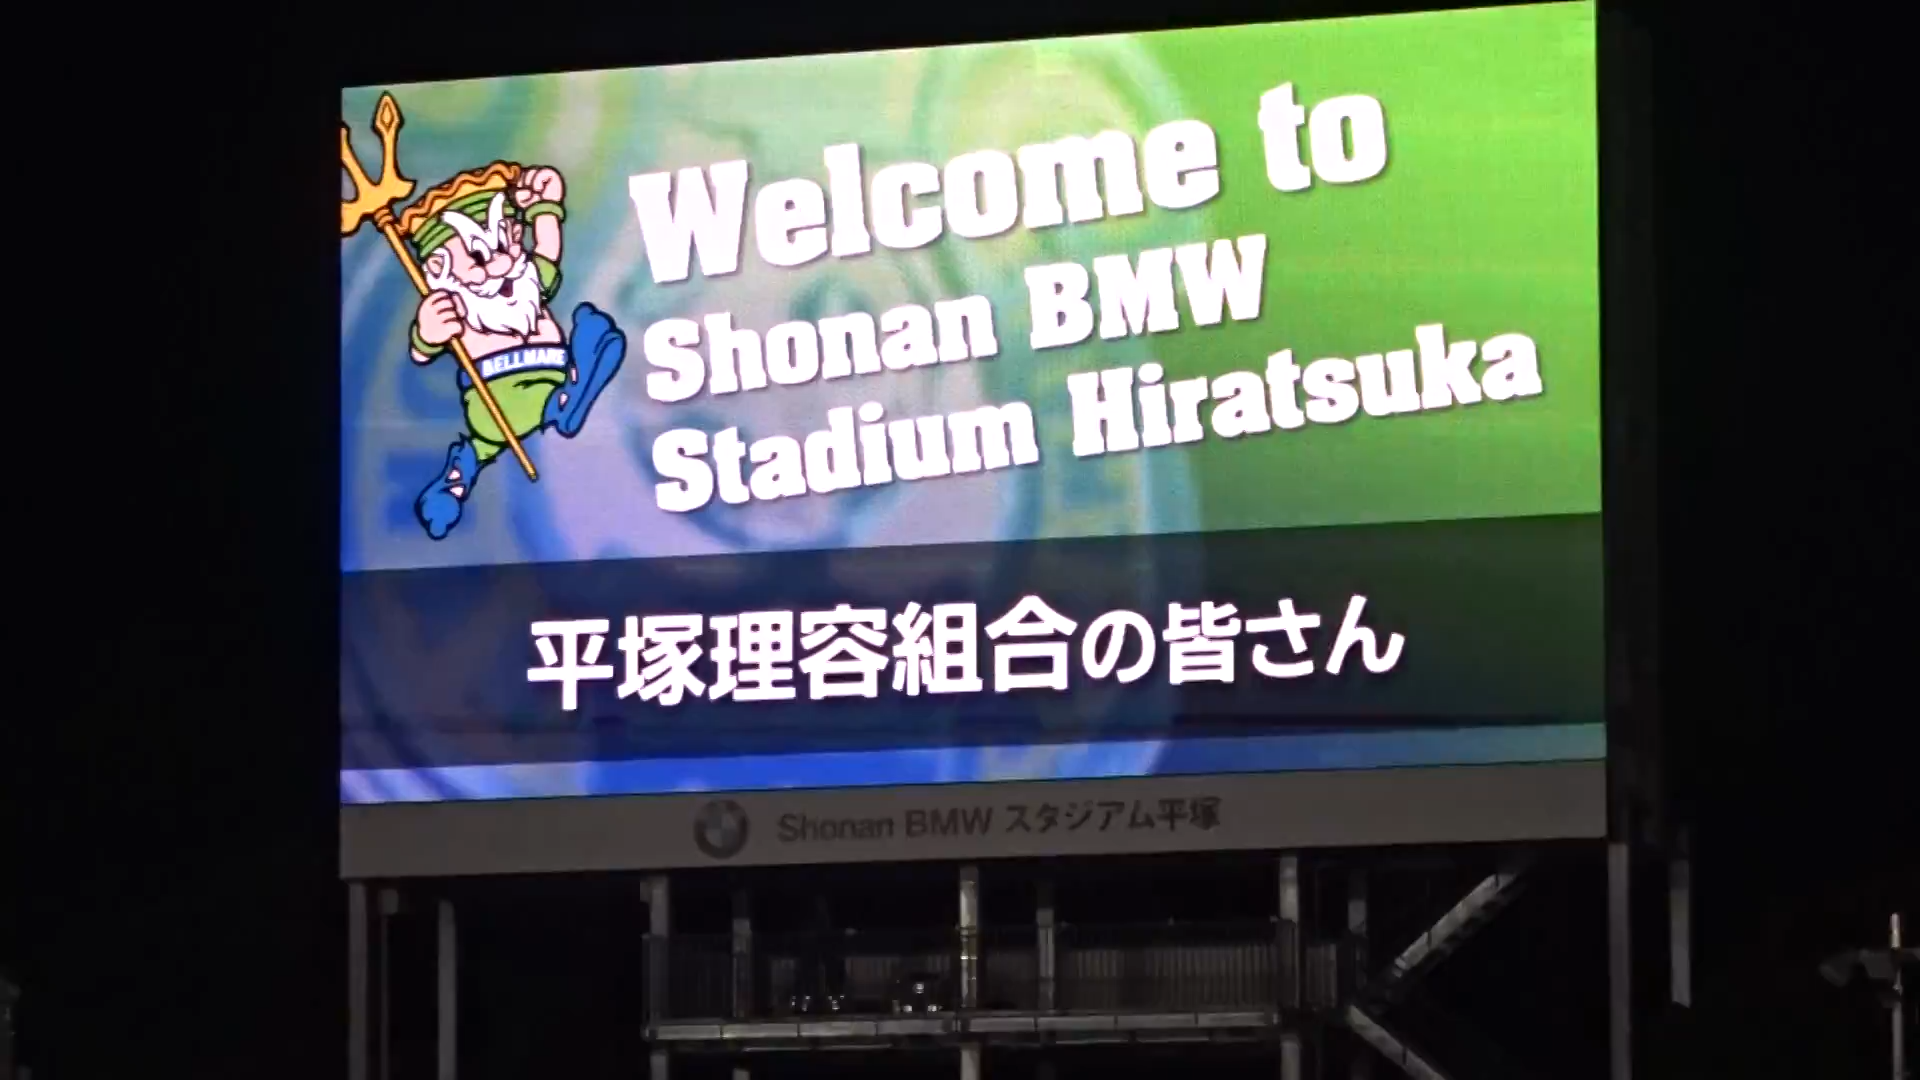 Welcome to
Shonan BMW
Stadium Hiratsuka
BELLMARE
平塚理容組合の皆さん
Shonan BMW スタジアム平塚